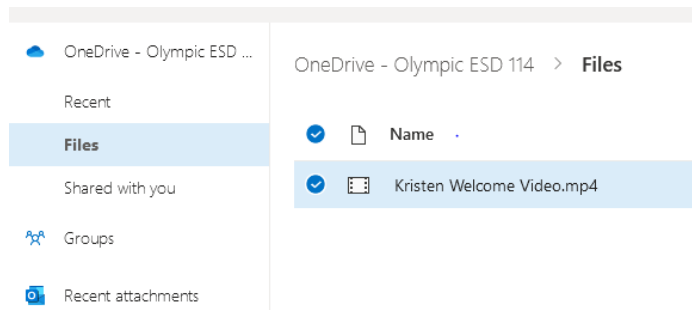 OneDrive - Olympic ESD ...
Recent
Files
Shared with you
Groups
Recent attachments
OneDrive - Olympic ESD 114 > Files
Name
Kristen Welcome Video.mp4